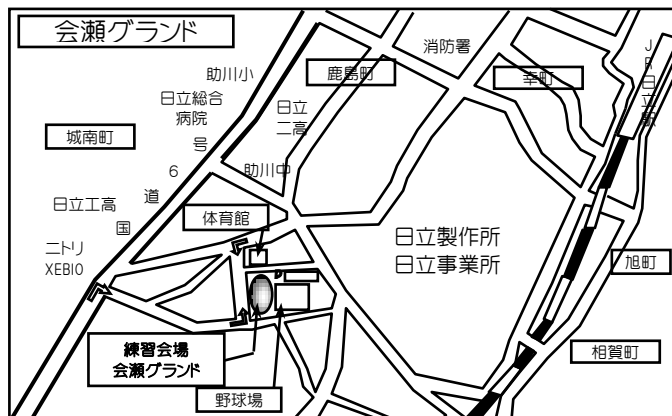 会瀬グランド
消防署
JR日立駅
助川小
鹿島町
幸町
日立総合
病院
日立
二高
城南町
国道6号
助川中
日立工高
体育館
ニトリ
XEBIO
日立製作所
日立事業所
旭町
練習会場
会瀬グランド
野球場
相賀町